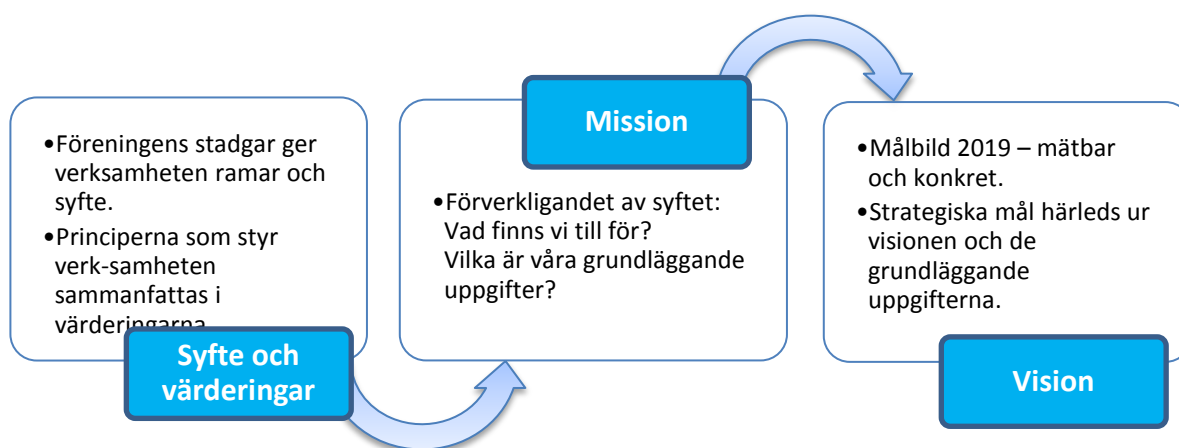 •Föreningens stadgar ger
verksamheten ramar och
syfte.
•Principerna som styr
verk-samheten
sammanfattas i
värderingarna
Syfte och
värderingar
Mission
•Förverkligandet av syftet:
Vad finns vi till för?
Vilka är våra grundläggande
uppgifter?
•Målbild 2019 – mätbar
och konkret.
•Strategiska mål härleds ur
visionen och de
grundläggande
uppgifterna.
Vision